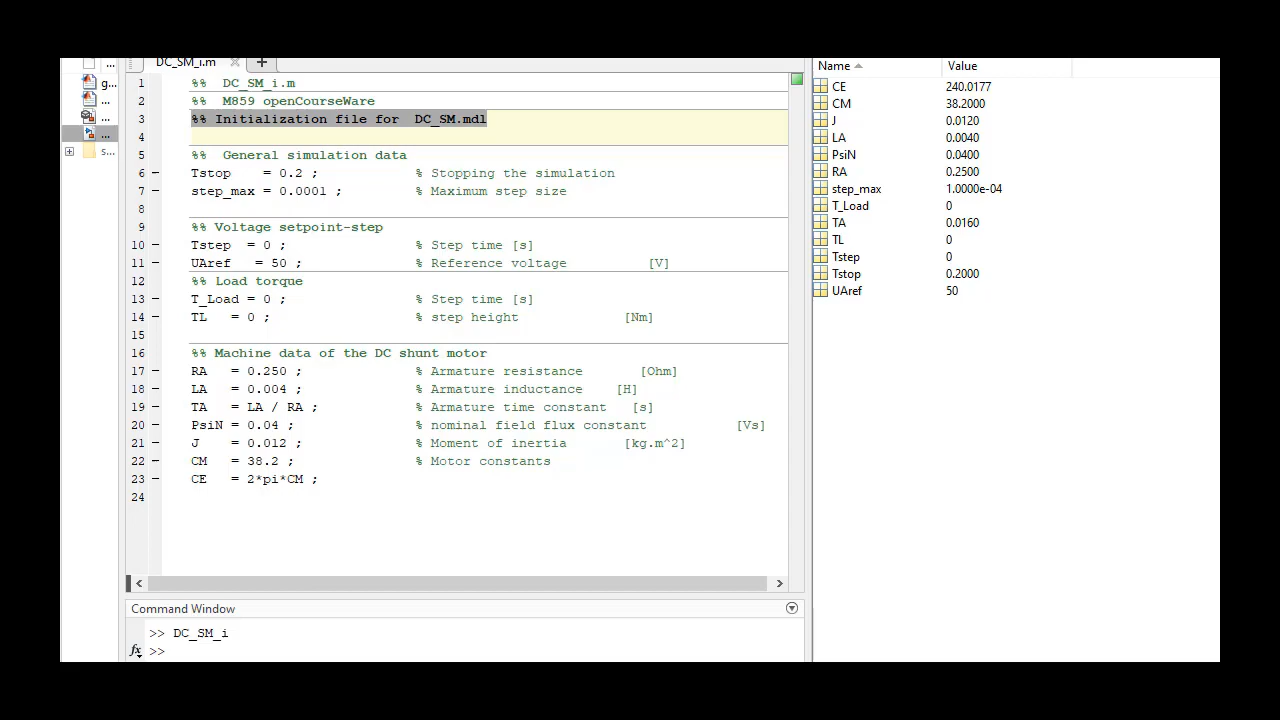 ...
DC_SM_i.m
g...
...
...
...
s...
1 %% DC_SM_i.m
2 %% M859 openCourseWare
3 %% Initialization file for DC_SM.mdl
4
5 %% General simulation data
6 – Tstop = 0.2 ; % Stopping the simulation
7 – step_max = 0.0001 ; % Maximum step size
8
9 %% Voltage setpoint-step
10 – Tstep = 0 ; % Step time [s]
11 – UAref = 50 ; % Reference voltage [V]
12 %% Load torque
13 – T_Load = 0 ; % Step time [s]
14 – TL = 0 ; % step height [Nm]
15
16 %% Machine data of the DC shunt motor
17 – RA = 0.250 ; % Armature resistance [Ohm]
18 – LA = 0.004 ; % Armature inductance [H]
19 – TA = LA / RA ; % Armature time constant [s]
20 – PsiN = 0.04 ; % nominal field flux constant [Vs]
21 – J = 0.012 ; % Moment of inertia [kg.m^2]
22 – CM = 38.2 ; % Motor constants
23 – CE = 2*pi*CM ;
24
Command Window
>> DC_SM_i
fx >>
Name Value
CE 240.0177
CM 38.2000
J 0.0120
LA 0.0040
PsiN 0.0400
RA 0.2500
step_max 1.0000e-04
T_Load 0
TA 0.0160
TL 0
Tstep 0
Tstop 0.2000
UAref 50